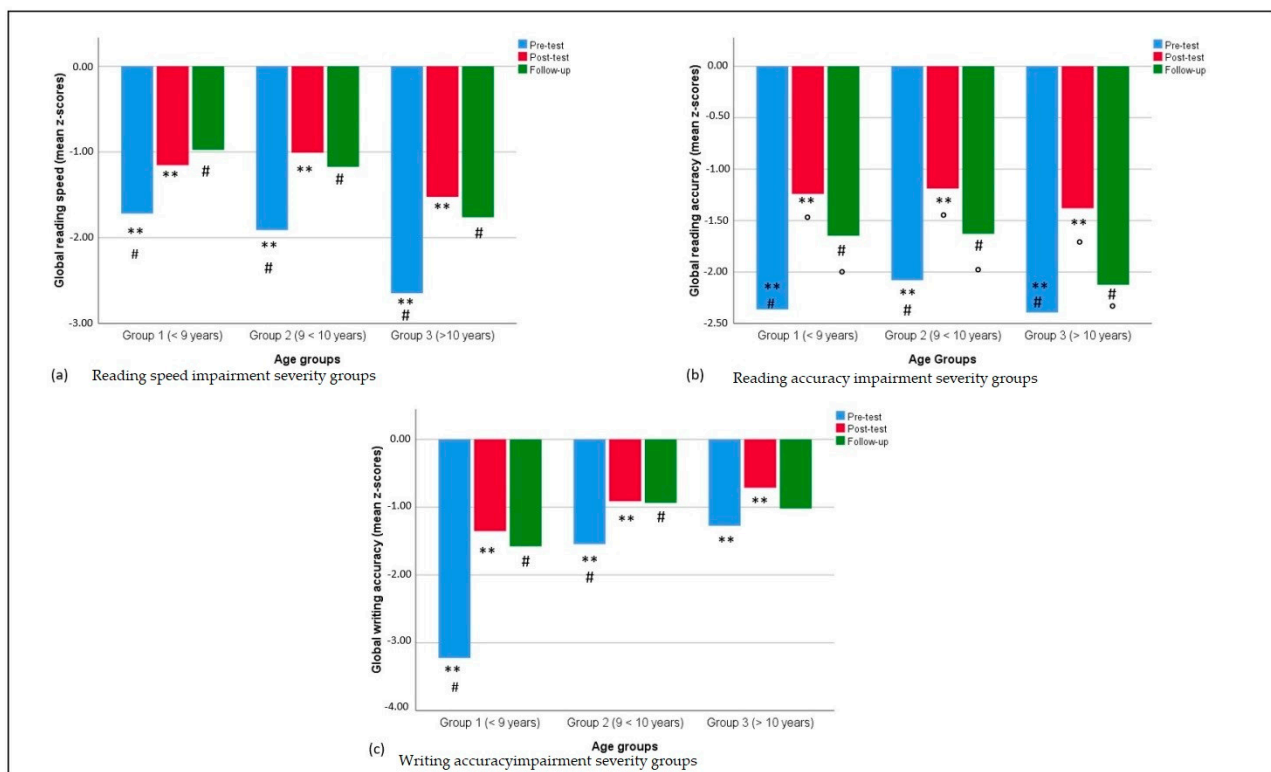 Pre-test
Post-test
Follow-up
0.00
-1.00
-2.00
-3.00
Global reading speed (mean z-scores)
** # ** #
** # ** #
** # ** #
Group 1 (< 9 years) Group 2 (9 < 10 years) Group 3 (>10 years)
Age groups
(a) Reading speed impairment severity groups
Pre-test
Post-test
Follow-up
0.00
-0.50
-1.00
-1.50
-2.00
-2.50
Global reading accuracy (mean z-scores)
** # ** ° # °
** # ** ° # °
** # ** ° # °
Group 1 (< 9 years) Group 2 (9 < 10 years) Group 3 (> 10 years)
Age Groups
(b) Reading accuracy impairment severity groups
Pre-test
Post-test
Follow-up
0.00
-1.00
-2.00
-3.00
-4.00
Global writing accuracy (mean z-scores)
** # ** #
** # ** #
** **
Group 1 (< 9 years) Group 2 (9 < 10 years) Group 3 (> 10 years)
Age groups
(c) Writing accuracyimpairment severity groups